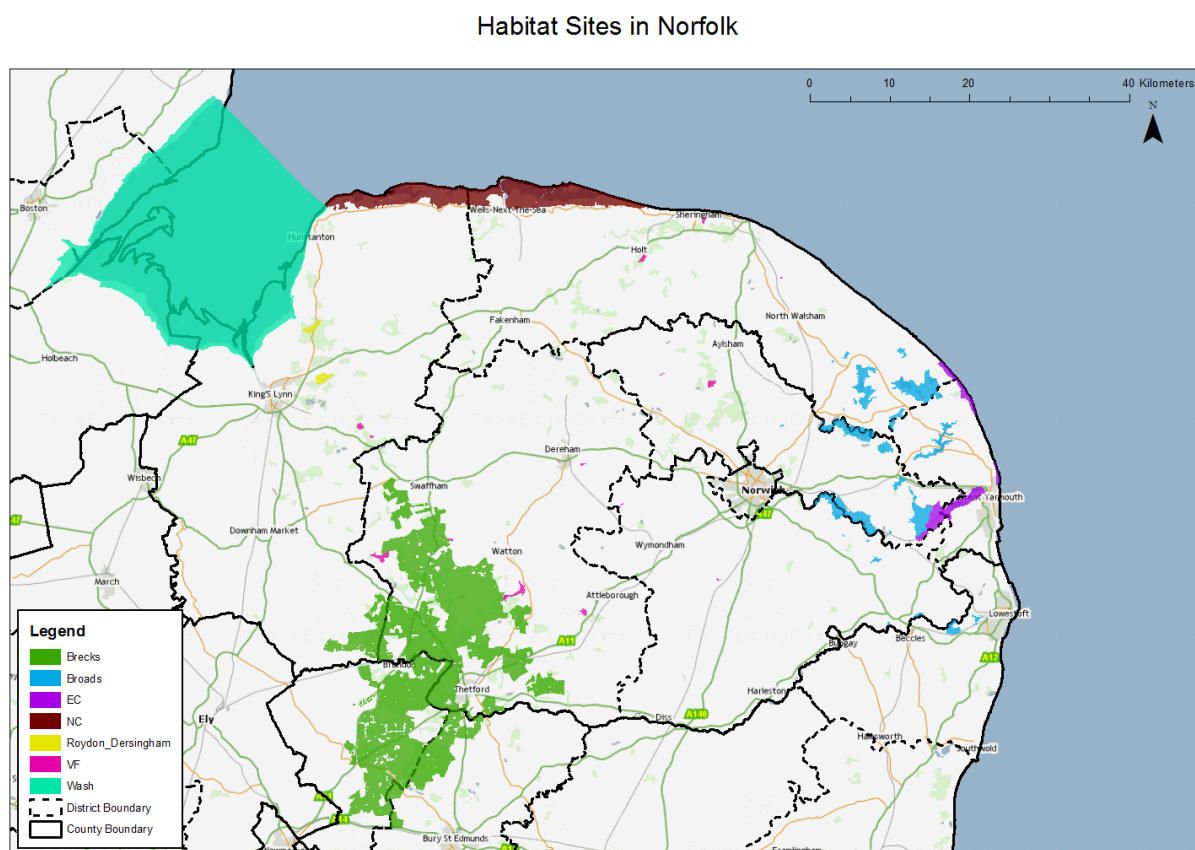 Habitat Sites in Norfolk
0 10 20 40 Kilometers
N
Boston
Wells-Next-The-Sea
Sheringham
Hunstanton
Holt
Fakenham
North Walsham
Aylsham
Holbeach
King'S Lynn
A47
Dereham
Wisbech
Swaffham
Norwich
Yarmouth
A47
47
Downham Market
Watton
Wymondham
March
Attleborough
Lowestoft
A11
Beccles
Bungay
Brandon
Thetford
Harleston
Ely
A140
Diss
Halesworth
Southwold
Bury St Edmunds
Framlingham
Legend
Brecks
Broads
EC
NC
Roydon_Dersingham
VF
Wash
District Boundary
County Boundary